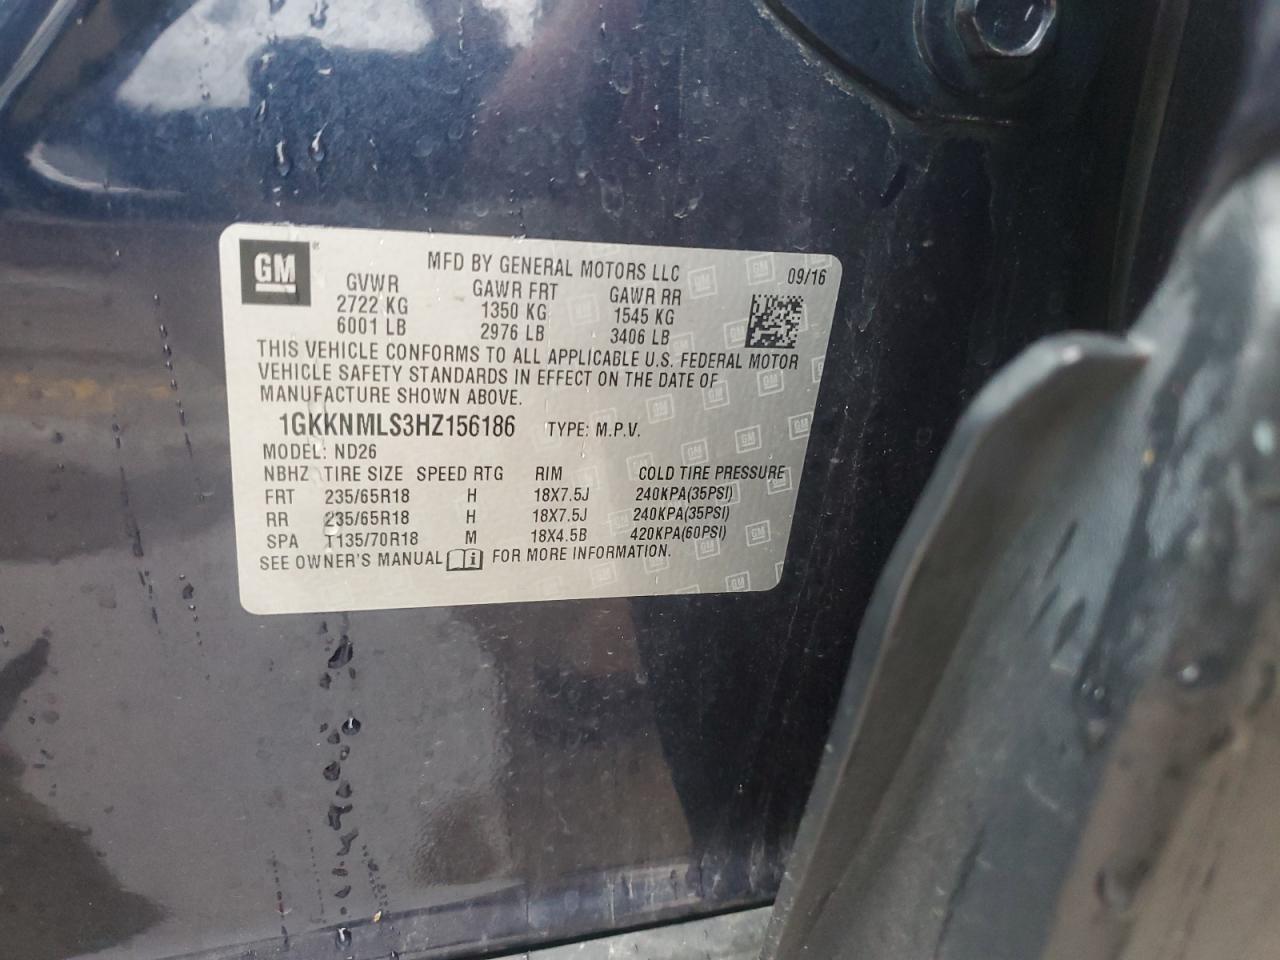 GM
MFD BY GENERAL MOTORS LLC 09/16
GVWR GAWR FRT GAWR RR
2722 KG 1350 KG 1545 KG
6001 LB 2976 LB 3406 LB
THIS VEHICLE CONFORMS TO ALL APPLICABLE U.S. FEDERAL MOTOR
VEHICLE SAFETY STANDARDS IN EFFECT ON THE DATE OF
MANUFACTURE SHOWN ABOVE.
1GKKNMLS3HZ156186 TYPE: M.P.V.
MODEL: ND26
NBHZ TIRE SIZE SPEED RTG RIM COLD TIRE PRESSURE
FRT 235/65R18 H 18X7.5J 240KPA(35PSI)
RR 235/65R18 H 18X7.5J 240KPA(35PSI)
SPA T135/70R18 M 18X4.5B 420KPA(60PSI)
SEE OWNER'S MANUAL i FOR MORE INFORMATION.